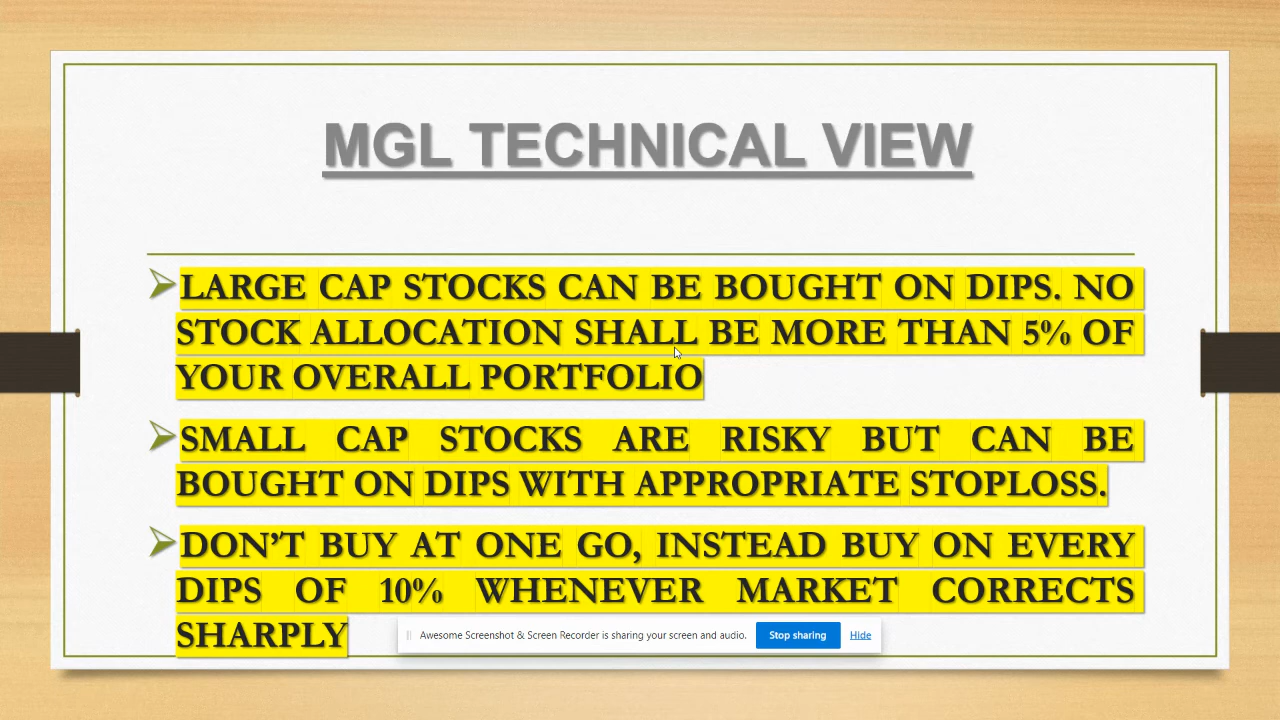 MGL TECHNICAL VIEW
LARGE CAP STOCKS CAN BE BOUGHT ON DIPS. NO
STOCK ALLOCATION SHALL BE MORE THAN 5% OF
YOUR OVERALL PORTFOLIO
SMALL CAP STOCKS ARE RISKY BUT CAN BE
BOUGHT ON DIPS WITH APPROPRIATE STOPLOSS.
DON’T BUY AT ONE GO, INSTEAD BUY ON EVERY
DIPS OF 10% WHENEVER MARKET CORRECTS
SHARPLY
Awesome Screenshot & Screen Recorder is sharing your screen and audio. Stop sharing Hide